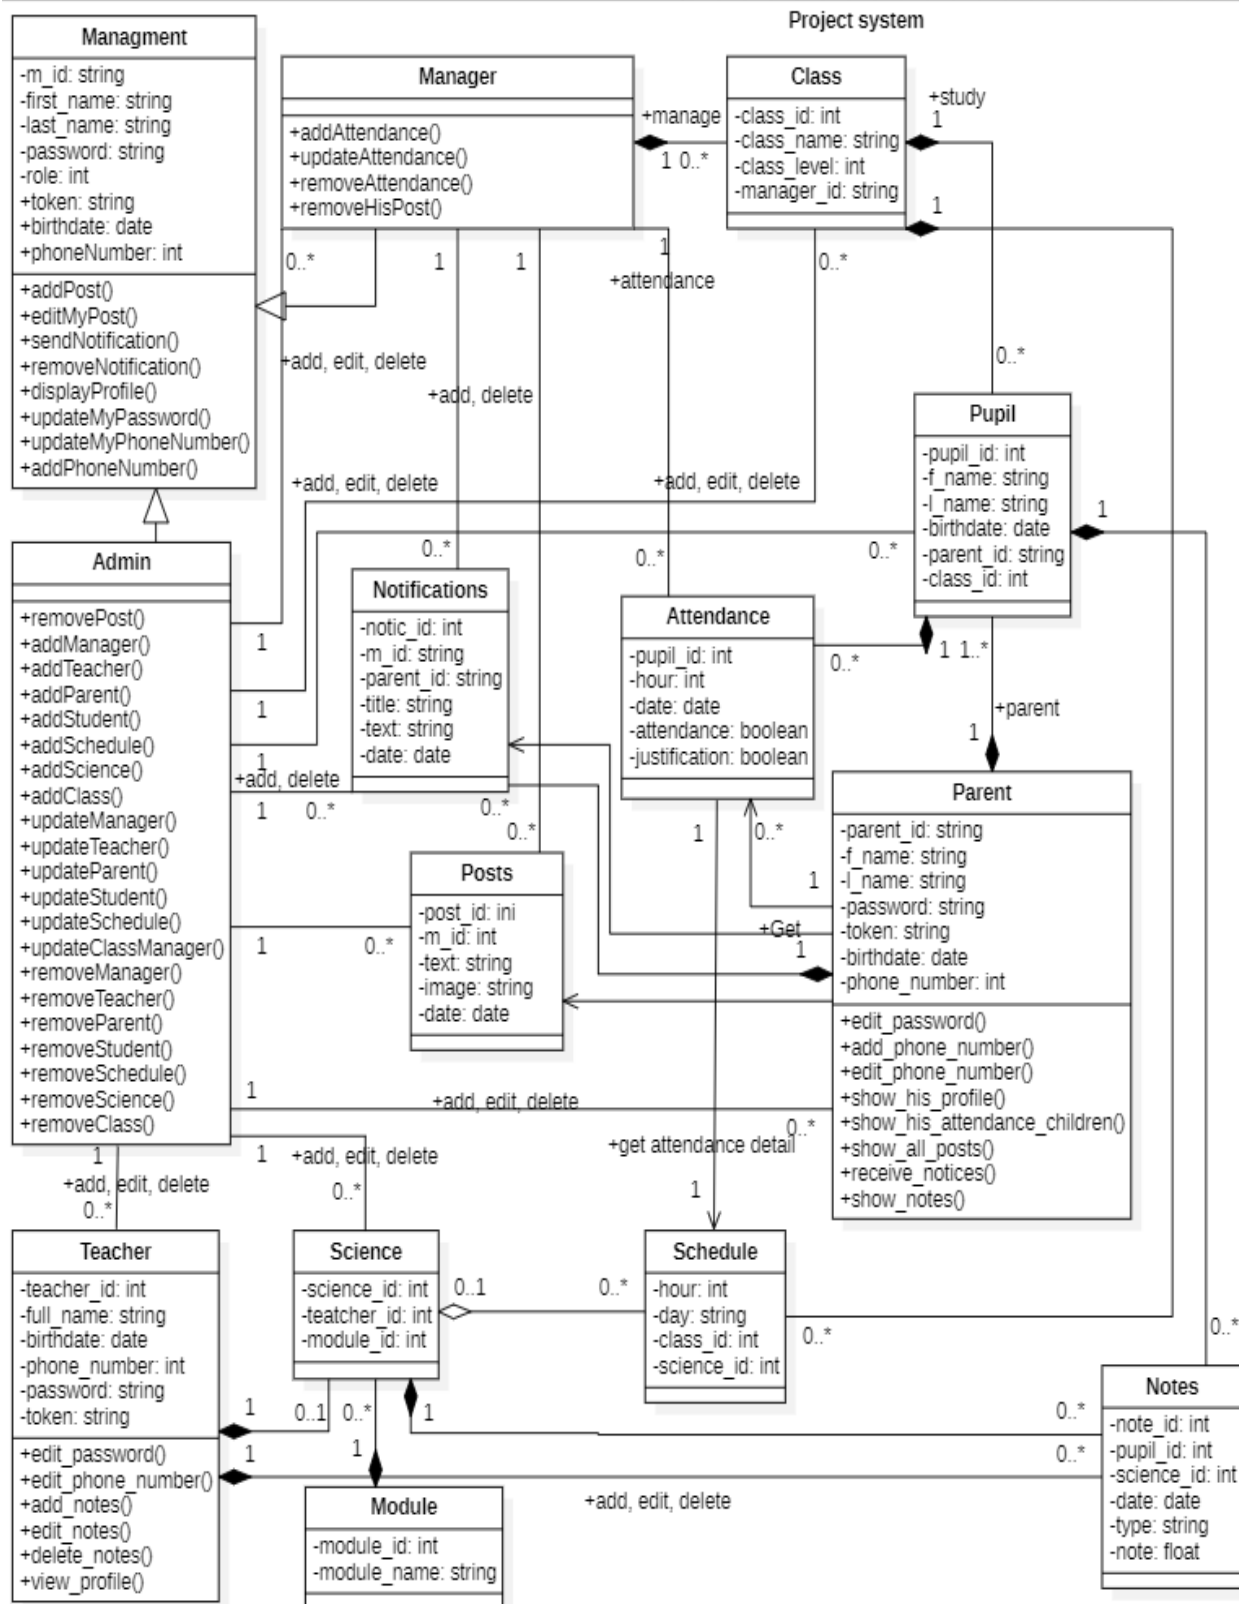 Project system
Managment
-m_id: string
-first_name: string
-last_name: string
-password: string
-role: int
+token: string
+birthdate: date
+phoneNumber: int
+addPost()
+editMyPost()
+sendNotification()
+removeNotification()
+displayProfile()
+updateMyPassword()
+updateMyPhoneNumber()
+addPhoneNumber()
Manager
+addAttendance()
+updateAttendance()
+removeAttendance()
+removeHisPost()
+manage
1 0..*
Class
-class_id: int
-class_name: string
-class_level: int
-manager_id: string
+study
1
1
0..*
1
1
1
+attendance
0..*
+add, edit, delete
+add, delete
0..*
+add, edit, delete
+add, edit, delete
Pupil
-pupil_id: int
-f_name: string
-l_name: string
-birthdate: date
-parent_id: string
-class_id: int
1
0..*
0..*
0..*
Admin
+removePost()
+addManager()
+addTeacher()
+addParent()
+addStudent()
+addSchedule()
+addScience()
+addClass()
+updateManager()
+updateTeacher()
+updateParent()
+updateStudent()
+updateSchedule()
+updateClassManager()
+removeManager()
+removeTeacher()
+removeParent()
+removeStudent()
+removeSchedule()
+removeScience()
+removeClass()
1
1
1
+add, delete
1
0..*
Notifications
-notic_id: int
-m_id: string
-parent_id: string
-title: string
-text: string
-date: date
0..*
0..*
Attendance
-pupil_id: int
-hour: int
-date: date
-attendance: boolean
-justification: boolean
0..*
1 1..*
+parent
1
1
0..*
Posts
-post_id: ini
-m_id: int
-text: string
-image: string
-date: date
1
0..*
1
+Get
1
Parent
-parent_id: string
-f_name: string
-l_name: string
-password: string
-token: string
-birthdate: date
-phone_number: int
+edit_password()
+add_phone_number()
+edit_phone_number()
+show_his_profile()
+show_his_attendance_children()
+show_all_posts()
+receive_notices()
+show_notes()
1
+add, edit, delete
0..*
+get attendance detail
1
1
+add, edit, delete
0..*
1
+add, edit, delete
0..*
Teacher
-teacher_id: int
-full_name: string
-birthdate: date
-phone_number: int
-password: string
-token: string
+edit_password()
+edit_phone_number()
+add_notes()
+edit_notes()
+delete_notes()
+view_profile()
Science
-science_id: int
-teatcher_id: int
-module_id: int
0..1
0..*
Schedule
-hour: int
-day: string
-class_id: int
-science_id: int
0..*
0..*
1
0..1
0..*
1
1
1
0..*
0..*
+add, edit, delete
Module
-module_id: int
-module_name: string
Notes
-note_id: int
-pupil_id: int
-science_id: int
-date: date
-type: string
-note: float